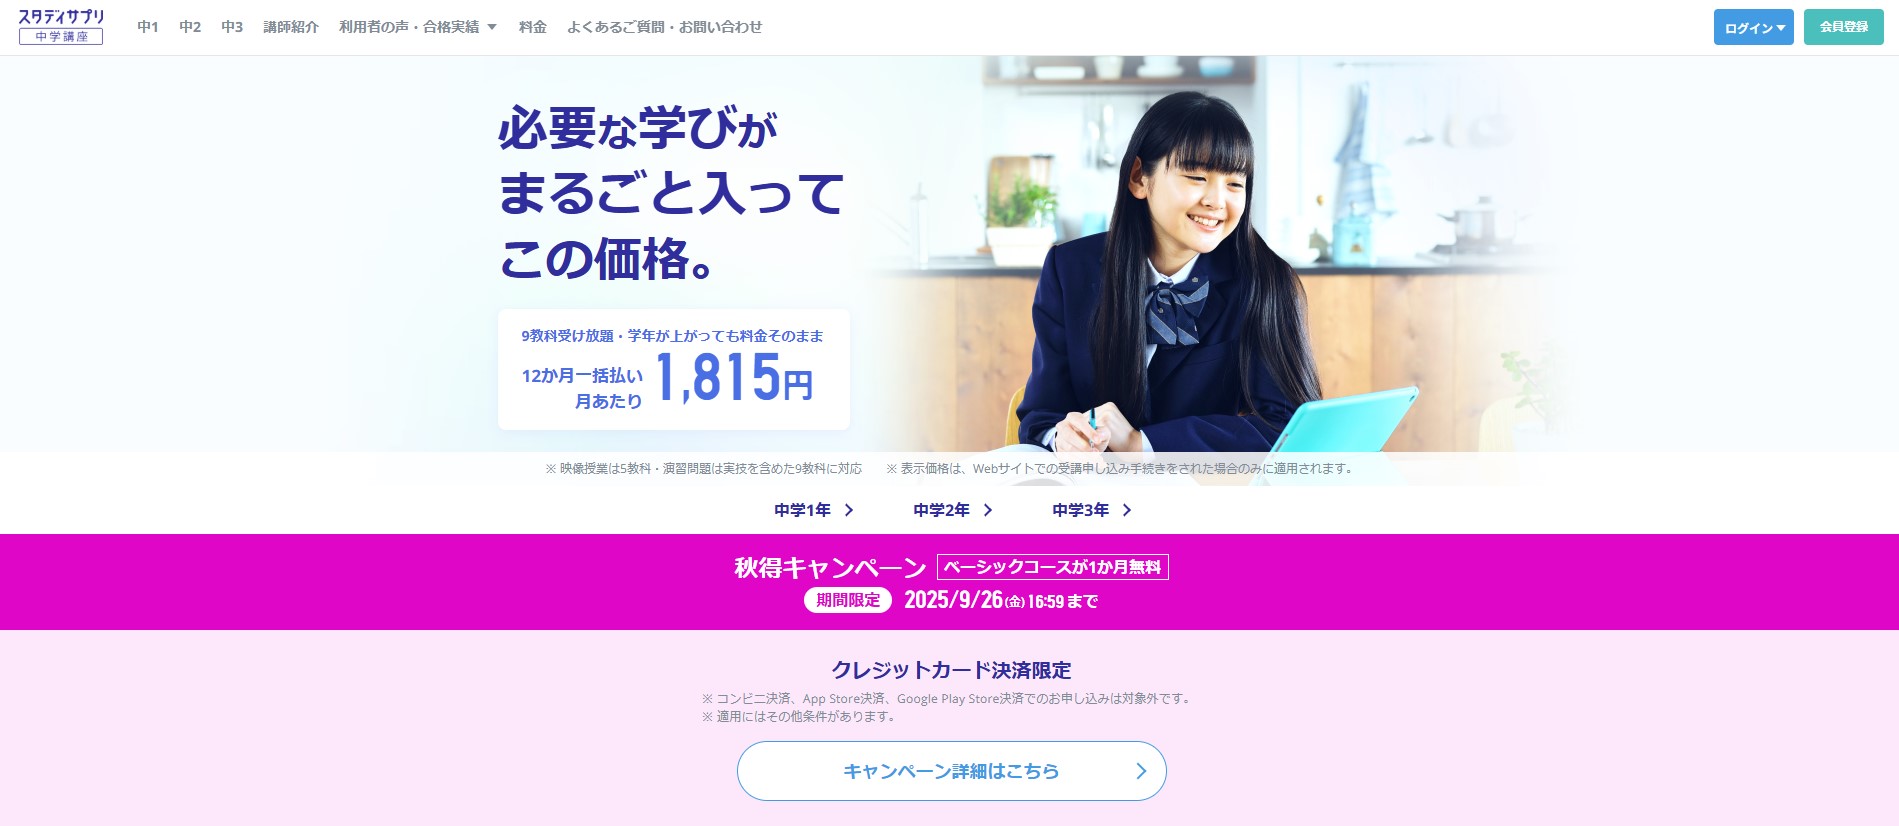 スタディサプリ
中学講座
中1 中2 中3 講師紹介 利用者の声・合格実績 料金 よくあるご質問・お問い合わせ
ログイン 会員登録
必要な学びが
まるごと入って
この価格。
9教科受け放題・学年が上がっても料金そのまま
12か月一括払い
月あたり
1,815円
※ 映像授業は5教科・演習問題は実技を含めた9教科に対応 ※ 表示価格は、Webサイトでの受講申し込み手続きをされた場合のみに適用されます。
中学1年 中学2年 中学3年
秋得キャンペーン ベーシックコースが1か月無料
期間限定 2025/9/26(金)16:59まで
クレジットカード決済限定
※ コンビニ決済、App Store決済、Google Play Store決済でのお申し込みは対象外です。
※ 適用にはその他条件があります。
キャンペーン詳細はこちら